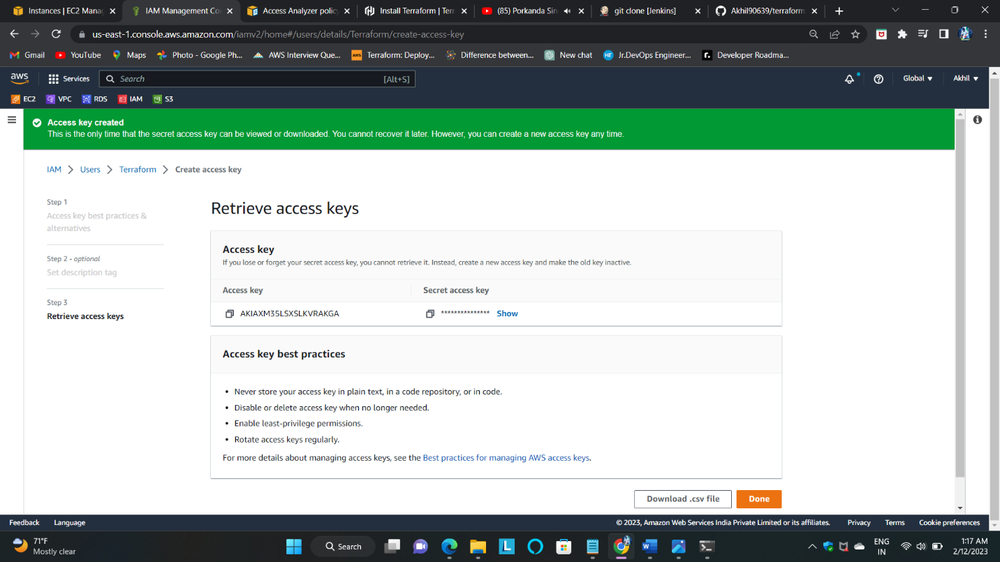 Instances | EC2 Manag
IAM Management Co
Access Analyzer policy
Install Terraform | Terr
(85) Porkanda Sin
git clone [Jenkins]
Akhil90639/terraform
us-east-1.console.aws.amazon.com/iamv2/home#/users/details/Terraform/create-access-key
Gmail
YouTube
Maps
Photo - Google Ph...
AWS Interview Que...
Terraform: Deploy...
Difference between...
New chat
Jr.DevOps Engineer...
Developer Roadma...
aws
Services
Search
[Alt+S]
Global
Akhil
EC2
VPC
RDS
IAM
S3
Access key created
This is the only time that the secret access key can be viewed or downloaded. You cannot recover it later. However, you can create a new access key any time.
IAM
Users
Terraform
Create access key
Step 1
Access key best practices &
alternatives
Step 2 - optional
Set description tag
Step 3
Retrieve access keys
Retrieve access keys
Access key
If you lose or forget your secret access key, you cannot retrieve it. Instead, create a new access key and make the old key inactive.
Access key
Secret access key
AKIAXM35LSXSLKVRAKGA
***************
Show
Access key best practices
• Never store your access key in plain text, in a code repository, or in code.
• Disable or delete access key when no longer needed.
• Enable least-privilege permissions.
• Rotate access keys regularly.
For more details about managing access keys, see the Best practices for managing AWS access keys.
Download .csv file
Done
Feedback
Language
© 2023, Amazon Web Services India Private Limited or its affiliates.
Privacy
Terms
Cookie preferences
71°F
Mostly clear
Search
ENG
IN
1:17 AM
2/12/2023